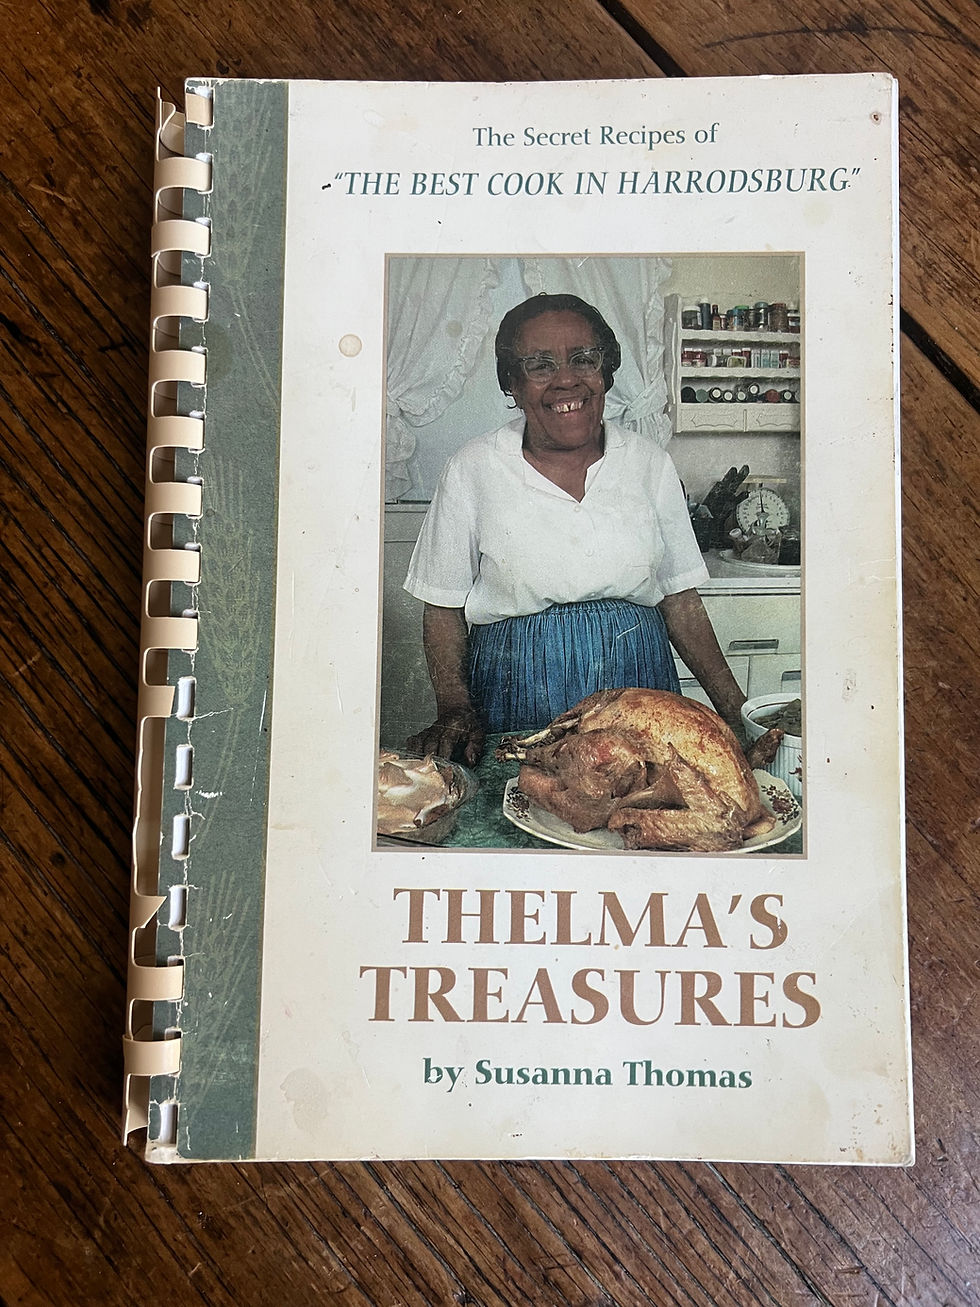 The Secret Recipes of
"THE BEST COOK IN HARRODSBURG"
THELMA'S
TREASURES
by Susanna Thomas